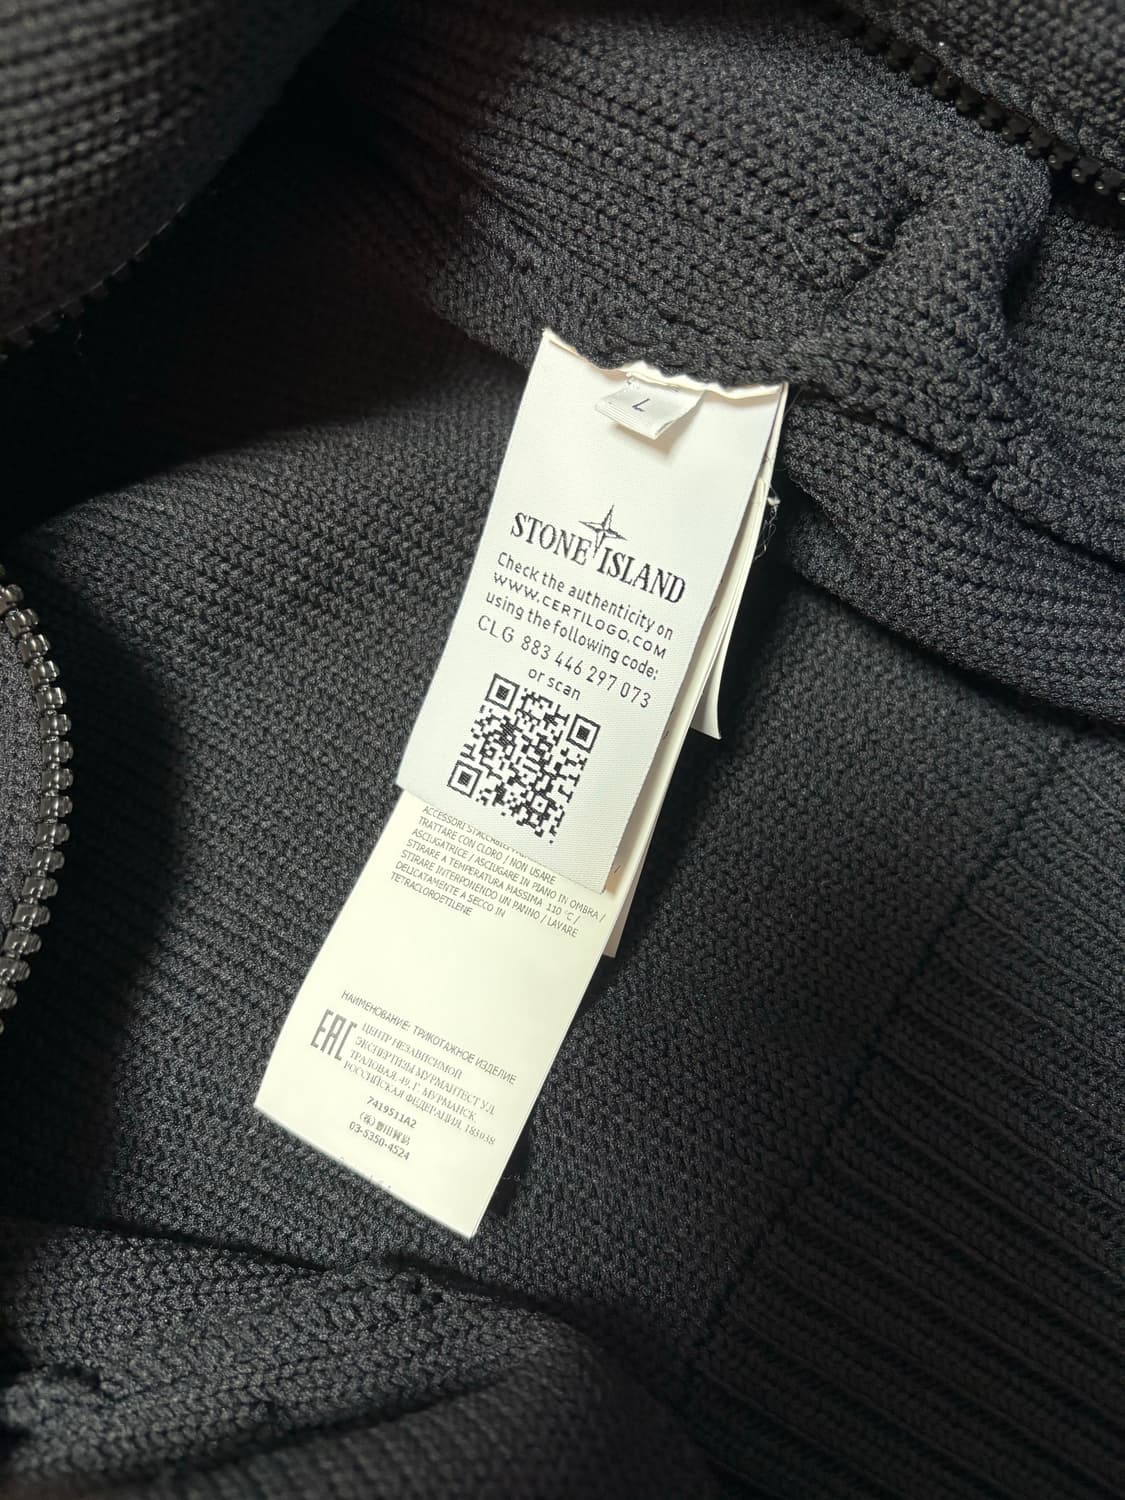 L
STONE ISLAND
Check the authenticity on
WWW.CERTILOGO.COM
using the following code:
CLG 883 446 297 073
or scan
ACCESSORI
TRATTARE CON CLORO / NON USARE
ASCIUGATRICE / ASCIUGARE IN PIANO IN OMBRA /
STIRARE A TEMPERATURA MASSIMA 110 °C /
STIRARE INTERPONENDO UN PANNO / LAVARE
DELICATAMENTE A SECCO IN
TETRACLOROETILENE
НАИМЕНОВАНИЕ: ТРИКОТАЖНОЕ ИЗДЕЛИЕ
EAC
ЦЕНТР НЕЗАВИСИМОЙ
ЭКСПЕРТИЗЫ МУРМАНТЕСТ УЛ.
ТРАЛОВАЯ, 49, Г. МУРМАНСК,
РОССИЙСКАЯ ФЕДЕРАЦИЯ, 183038
7419511A2
03-5350-4524